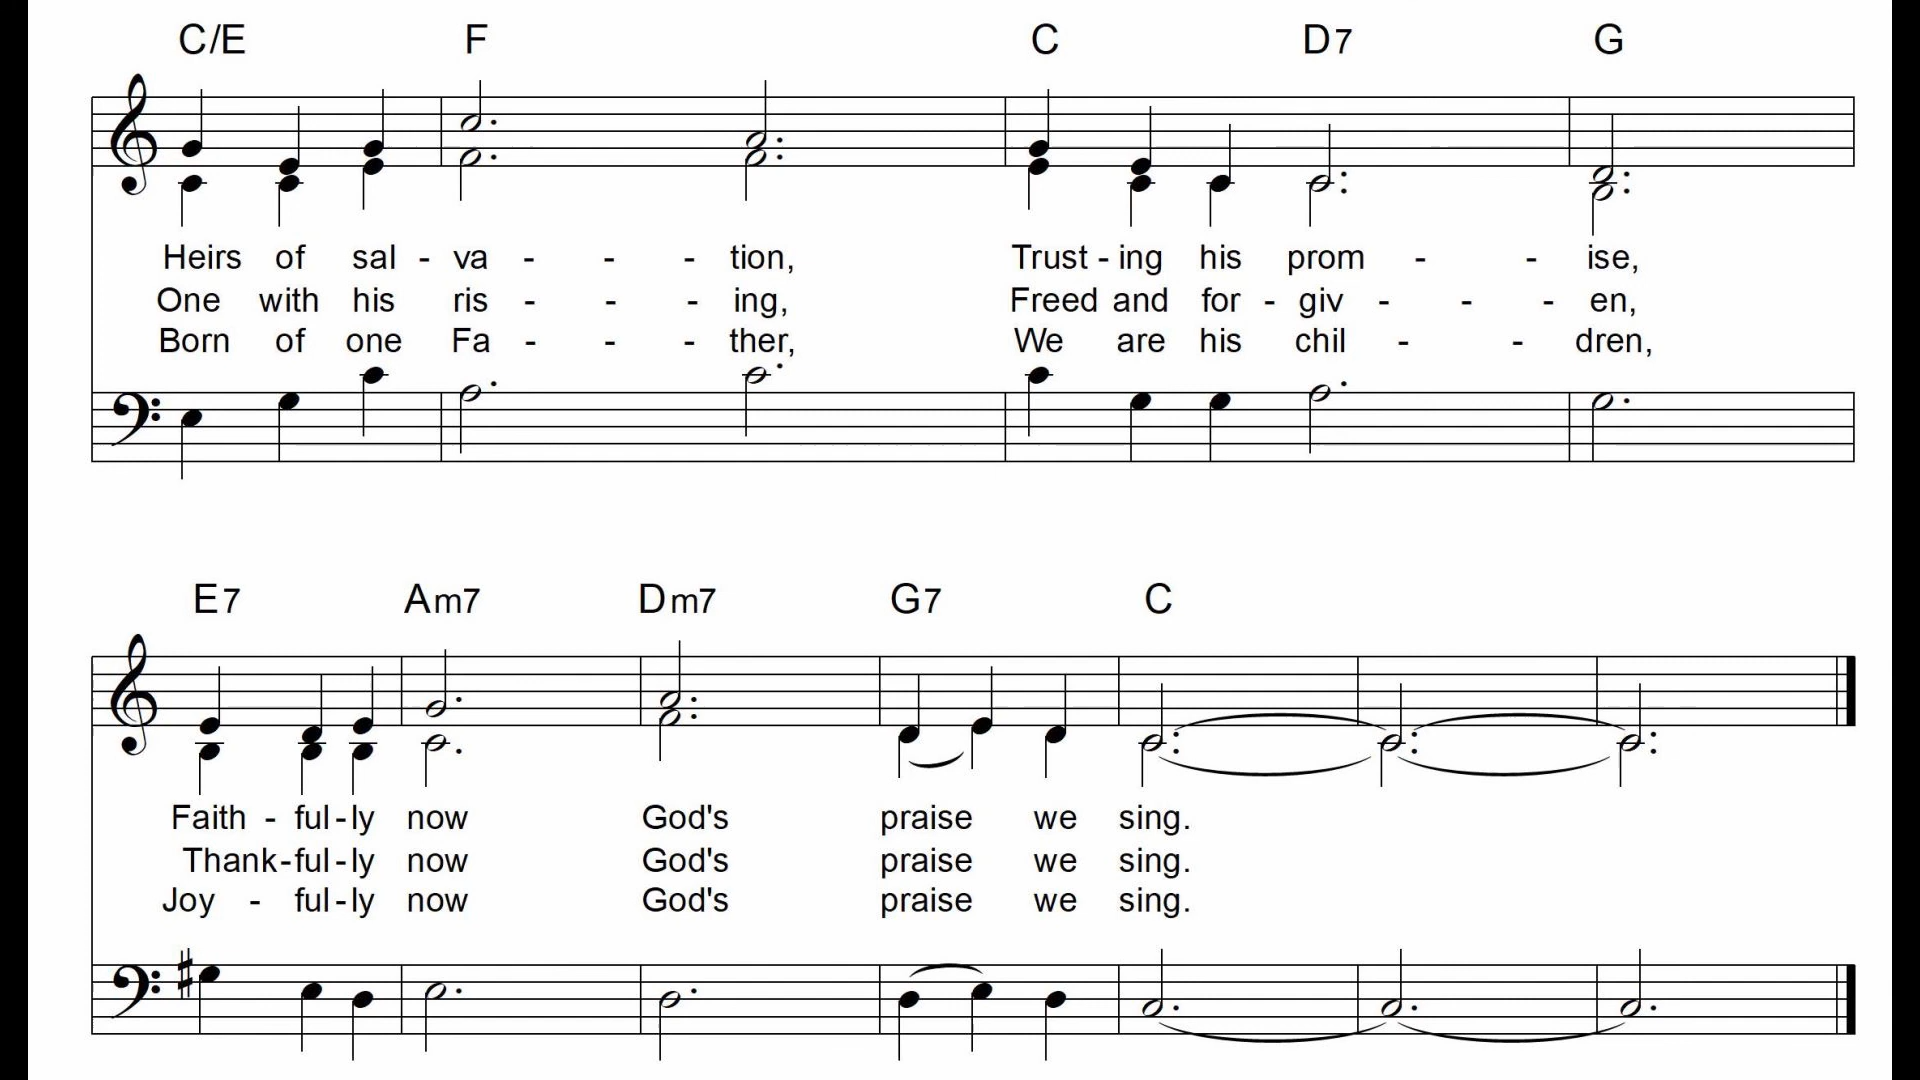 C/E F C D7 G
Heirs of sal - va - - - tion, Trust - ing his prom - - ise,
One with his ris - - - ing, Freed and for - giv - - - en,
Born of one Fa - - - ther, We are his chil - - dren,
E7 Am7 Dm7 G7 C
Faith - ful - ly now God's praise we sing.
Thank - ful - ly now God's praise we sing.
Joy - ful - ly now God's praise we sing.